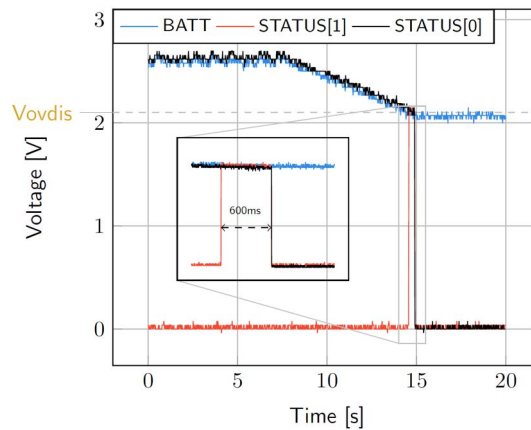 BATT STATUS[1] STATUS[0]
3
Vovdis
2
600ms
1
0
Voltage [V]
0 5 10 15 20
Time [s]